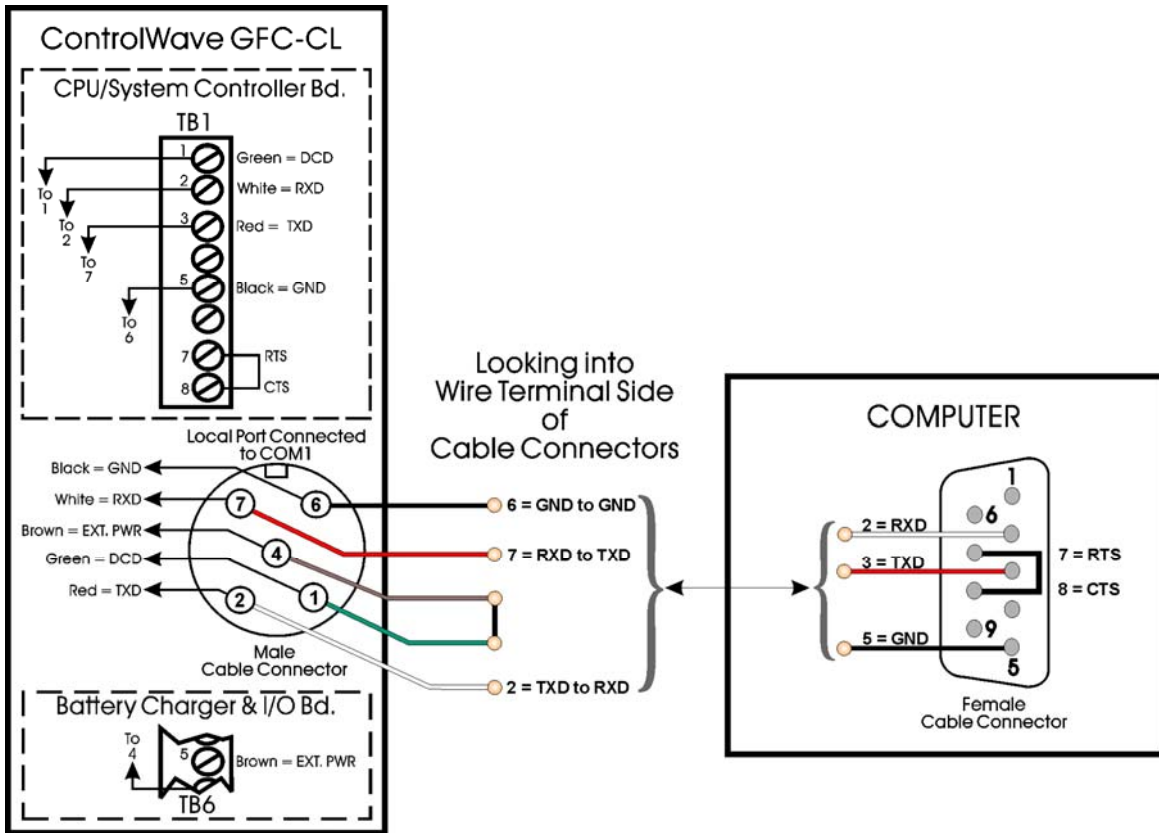 ControlWave GFC-CL
CPU/System Controller Bd.
TB1
1
Green = DCD
To
1
2
White = RXD
To
2
3
Red = TXD
To
7
5
Black = GND
To
6
7
RTS
8
CTS
Local Port Connected
to COM1
Black = GND
White = RXD
Brown = EXT. PWR
Green = DCD
Red = TXD
6
7
4
1
2
Male
Cable Connector
Battery Charger & I/O Bd.
To
4
5
Brown = EXT. PWR
TB6
Looking into
Wire Terminal Side
of
Cable Connectors
6 = GND to GND
7 = RXD to TXD
2 = TXD to RXD
COMPUTER
1
6
2 = RXD
3 = TXD
7 = RTS
8 = CTS
9
5 = GND
5
Female
Cable Connector